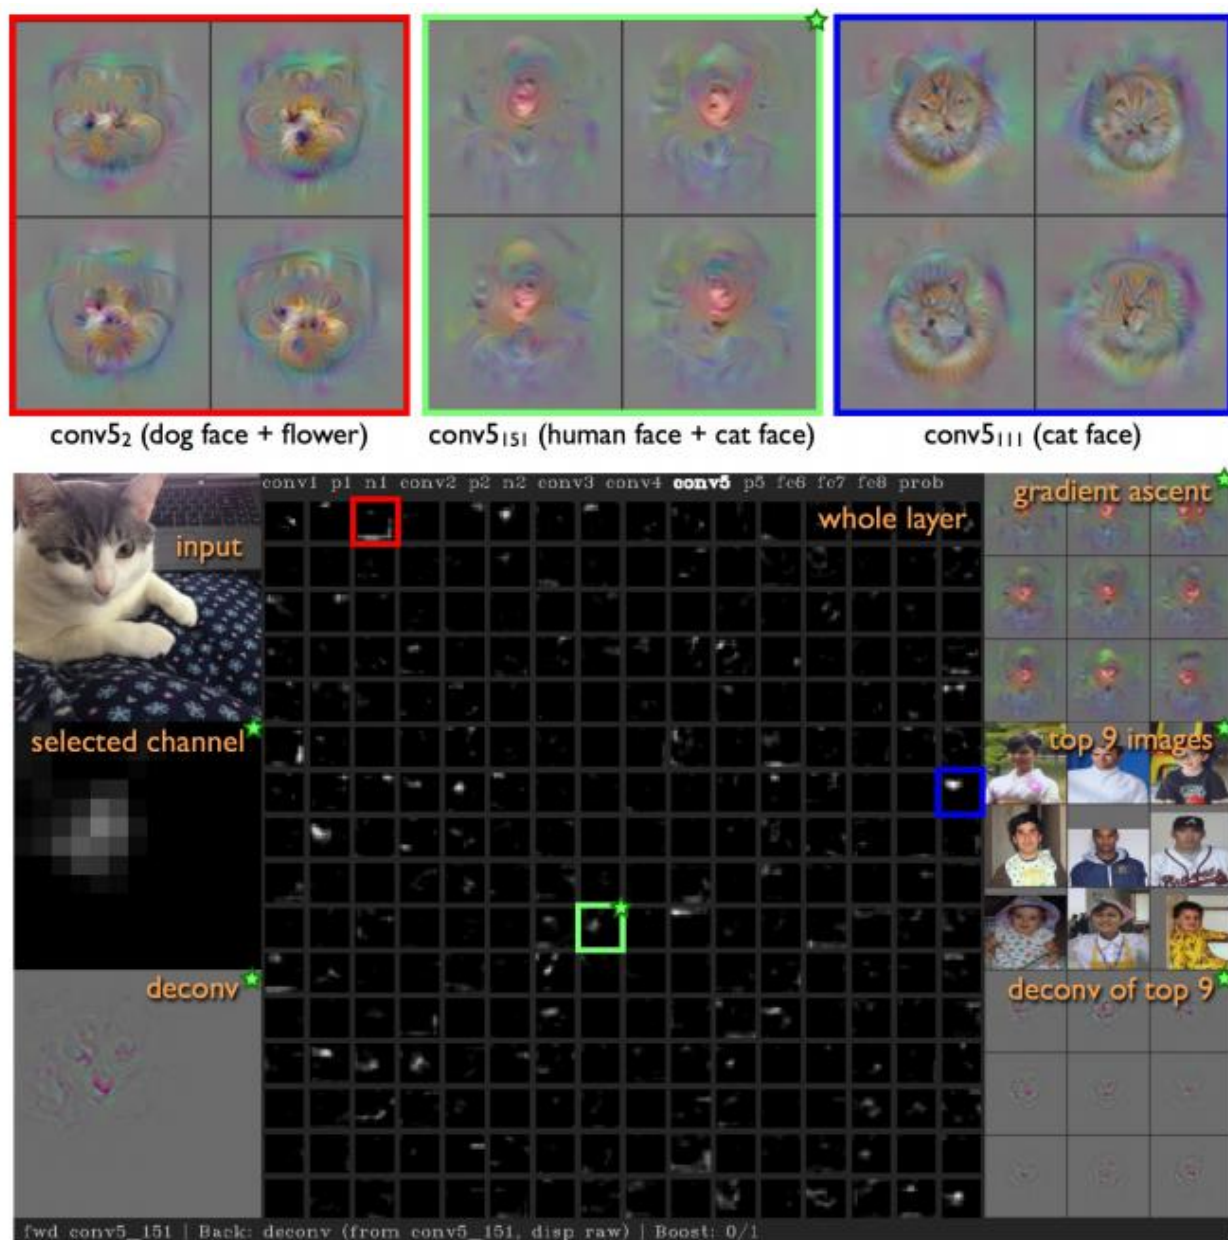 conv5₂ (dog face + flower)
conv5₁₅₁ (human face + cat face)
conv5₁₁₁ (cat face)
conv1 p1 n1 conv2 p2 n2 conv3 conv4 conv5 p5 fc6 fc7 fc8 prob
input
whole layer
gradient ascent
selected channel
top 9 images
deconv
deconv of top 9
fwd conv5_151 | Back: deconv (from conv5_151, disp raw) | Boost: 0/1